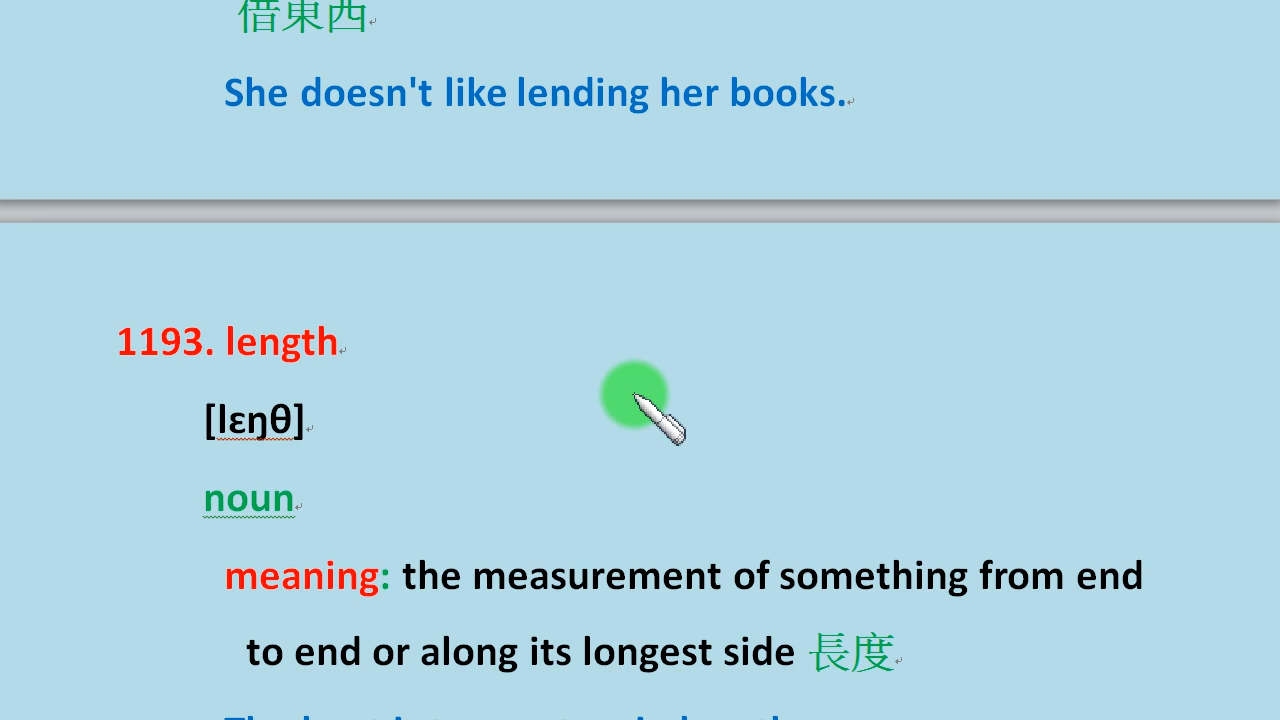 借東西
She doesn't like lending her books.
1193. length
[lɛŋθ]
noun
meaning: the measurement of something from end
to end or along its longest side 長度